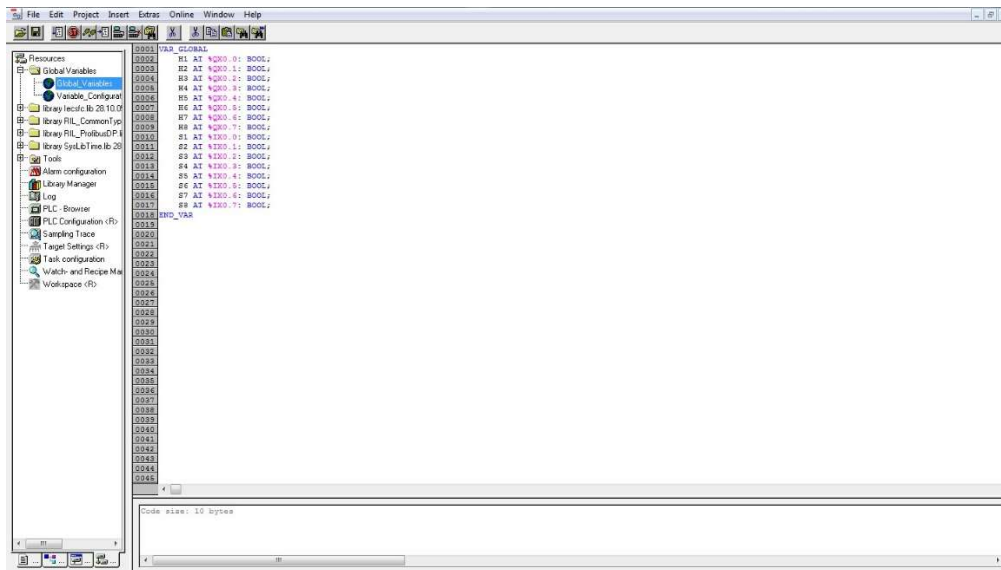 File Edit Project Insert Extras Online Window Help
Resources
Global Variables
Global_Variables
Variable_Configurat
library Iecsfc.lib 28.10.0
library RIL_CommonTyp
library RIL_ProfibusDP.li
library SysLibTime.lib 28
Tools
Alarm configuration
Library Manager
Log
PLC - Browser
PLC Configuration <R>
Sampling Trace
Target Settings <R>
Task configuration
Watch- and Recipe Ma
Workspace <R>
0001 VAR_GLOBAL
0002 H1 AT %QX0.0: BOOL;
0003 H2 AT %QX0.1: BOOL;
0004 H3 AT %QX0.2: BOOL;
0005 H4 AT %QX0.3: BOOL;
0006 H5 AT %QX0.4: BOOL;
0007 H6 AT %QX0.5: BOOL;
0008 H7 AT %QX0.6: BOOL;
0009 H8 AT %QX0.7: BOOL;
0010 S1 AT %IX0.0: BOOL;
0011 S2 AT %IX0.1: BOOL;
0012 S3 AT %IX0.2: BOOL;
0013 S4 AT %IX0.3: BOOL;
0014 S5 AT %IX0.4: BOOL;
0015 S6 AT %IX0.5: BOOL;
0016 S7 AT %IX0.6: BOOL;
0017 S8 AT %IX0.7: BOOL;
0018 END_VAR
0019
0020
0021
0022
0023
0024
0025
0026
0027
0028
0029
0030
0031
0032
0033
0034
0035
0036
0037
0038
0039
0040
0041
0042
0043
0044
0045
Code size: 10 bytes